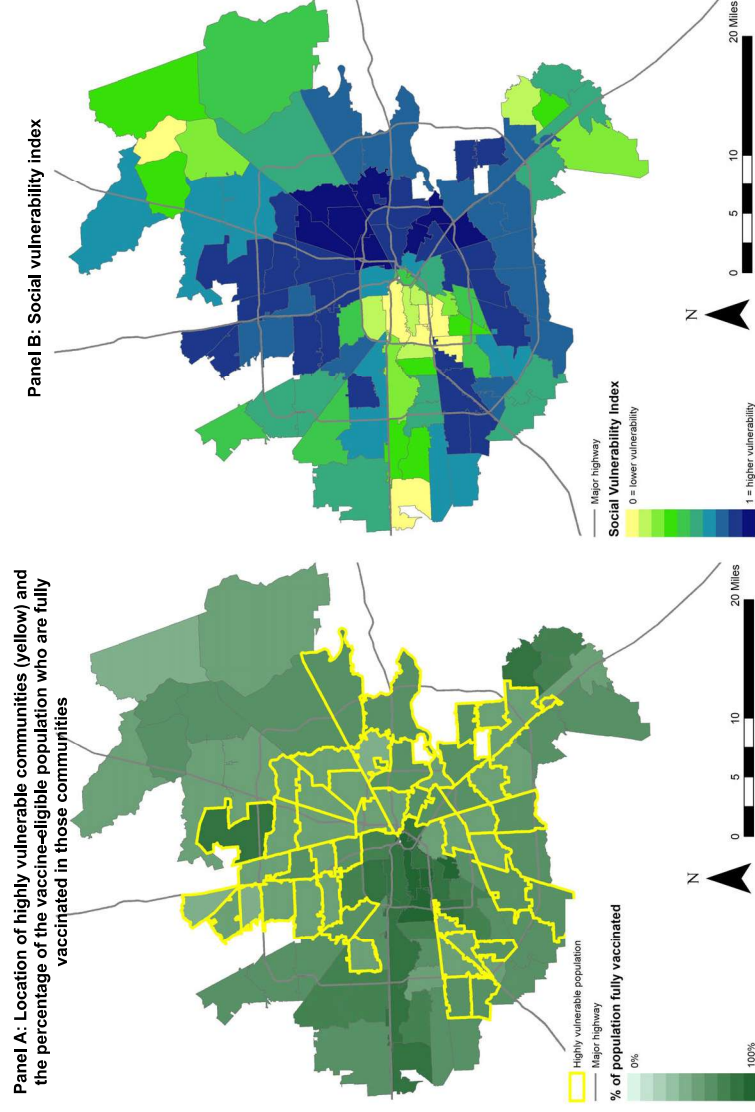 Panel A: Location of highly vulnerable communities (yellow) and
the percentage of the vaccine-eligible population who are fully
vaccinated in those communities
Highly vulnerable population
Major highway
% of population fully vaccinated
0%
100%
N
0 5 10 20 Miles
Panel B: Social vulnerability index
Major highway
Social Vulnerability Index
0 = lower vulnerability
1 = higher vulnerability
N
0 5 10 20 Miles